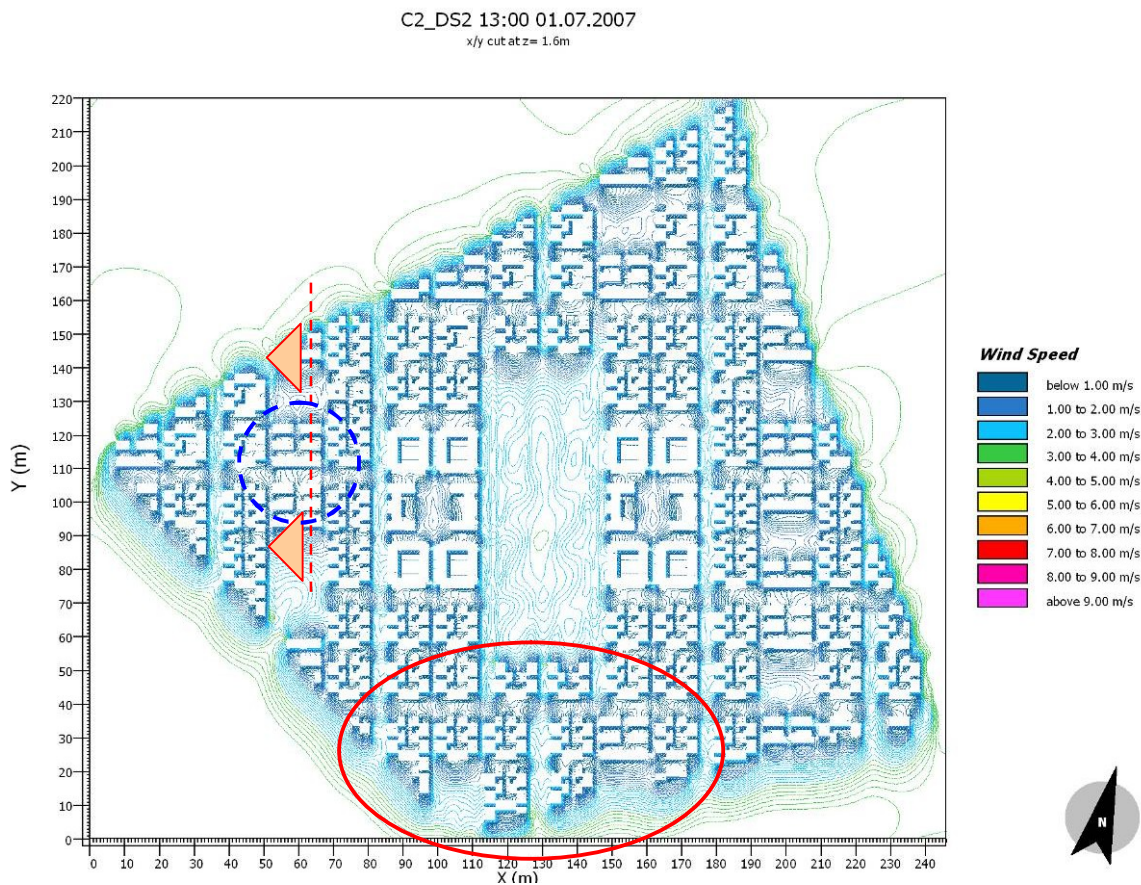 C2_DS2 13:00 01.07.2007
x/y cut at z= 1.6m
220
210
200
190
180
170
160
150
140
130
120
110
100
90
80
70
60
50
40
30
20
10
0
Y (m)
0 10 20 30 40 50 60 70 80 90 100 110 120 130 140 150 160 170 180 190 200 210 220 230 240
X (m)
Wind Speed
below 1.00 m/s
1.00 to 2.00 m/s
2.00 to 3.00 m/s
3.00 to 4.00 m/s
4.00 to 5.00 m/s
5.00 to 6.00 m/s
6.00 to 7.00 m/s
7.00 to 8.00 m/s
8.00 to 9.00 m/s
above 9.00 m/s
N